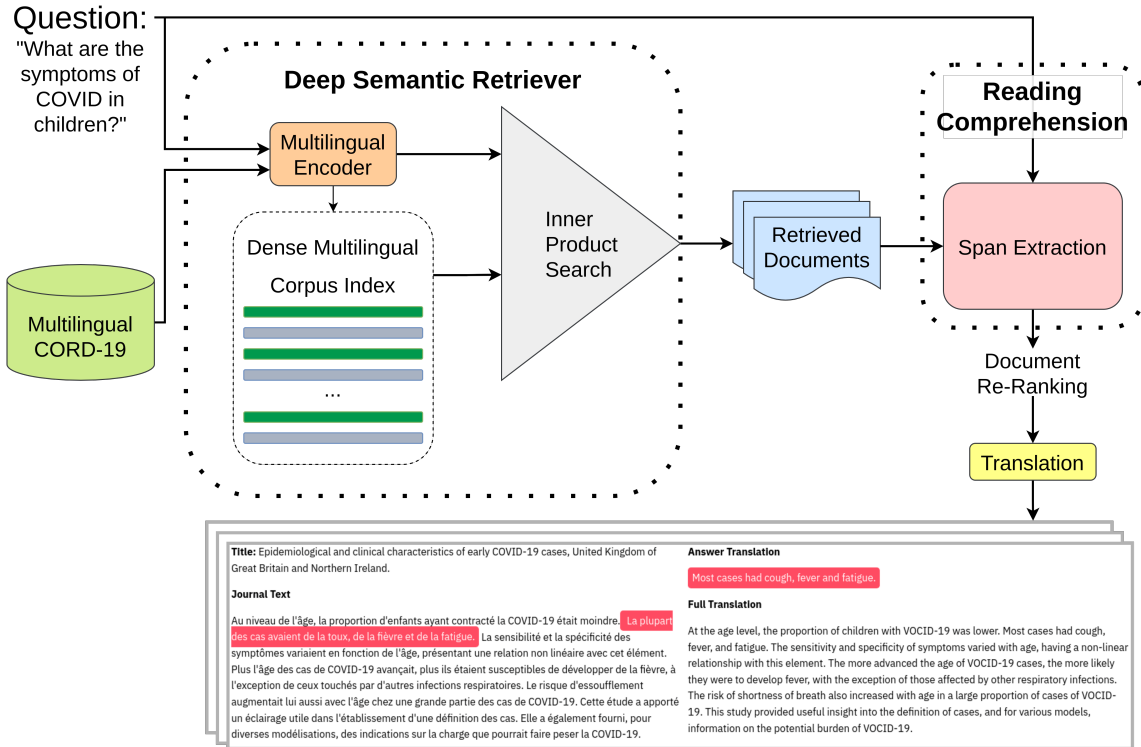 Question:
"What are the
symptoms of
COVID in
children?"
Deep Semantic Retriever
Multilingual
Encoder
Dense Multilingual
Corpus Index
...
Multilingual
CORD-19
Inner
Product
Search
Retrieved
Documents
Reading
Comprehension
Span Extraction
Document
Re-Ranking
Translation
Title: Epidemiological and clinical characteristics of early COVID-19 cases, United Kingdom of
Great Britain and Northern Ireland.
Journal Text
Au niveau de l'âge, la proportion d'enfants ayant contracté la COVID-19 était moindre. La plupart
des cas avaient de la toux, de la fièvre et de la fatigue. La sensibilité et la spécificité des
symptômes variaient en fonction de l'âge, présentant une relation non linéaire avec cet élément.
Plus l'âge des cas de COVID-19 avançait, plus ils étaient susceptibles de développer de la fièvre, à
l'exception de ceux touchés par d'autres infections respiratoires. Le risque d'essoufflement
augmentait lui aussi avec l'âge chez une grande partie des cas de COVID-19. Cette étude a apporté
un éclairage utile dans l'établissement d'une définition des cas. Elle a également fourni, pour
diverses modélisations, des indications sur la charge que pourrait faire peser la COVID-19.
Answer Translation
Most cases had cough, fever and fatigue.
Full Translation
At the age level, the proportion of children with VOCID-19 was lower. Most cases had cough,
fever, and fatigue. The sensitivity and specificity of symptoms varied with age, having a non-linear
relationship with this element. The more advanced the age of VOCID-19 cases, the more likely
they were to develop fever, with the exception of those affected by other respiratory infections.
The risk of shortness of breath also increased with age in a large proportion of cases of VOCID-
19. This study provided useful insight into the definition of cases, and for various models,
information on the potential burden of VOCID-19.